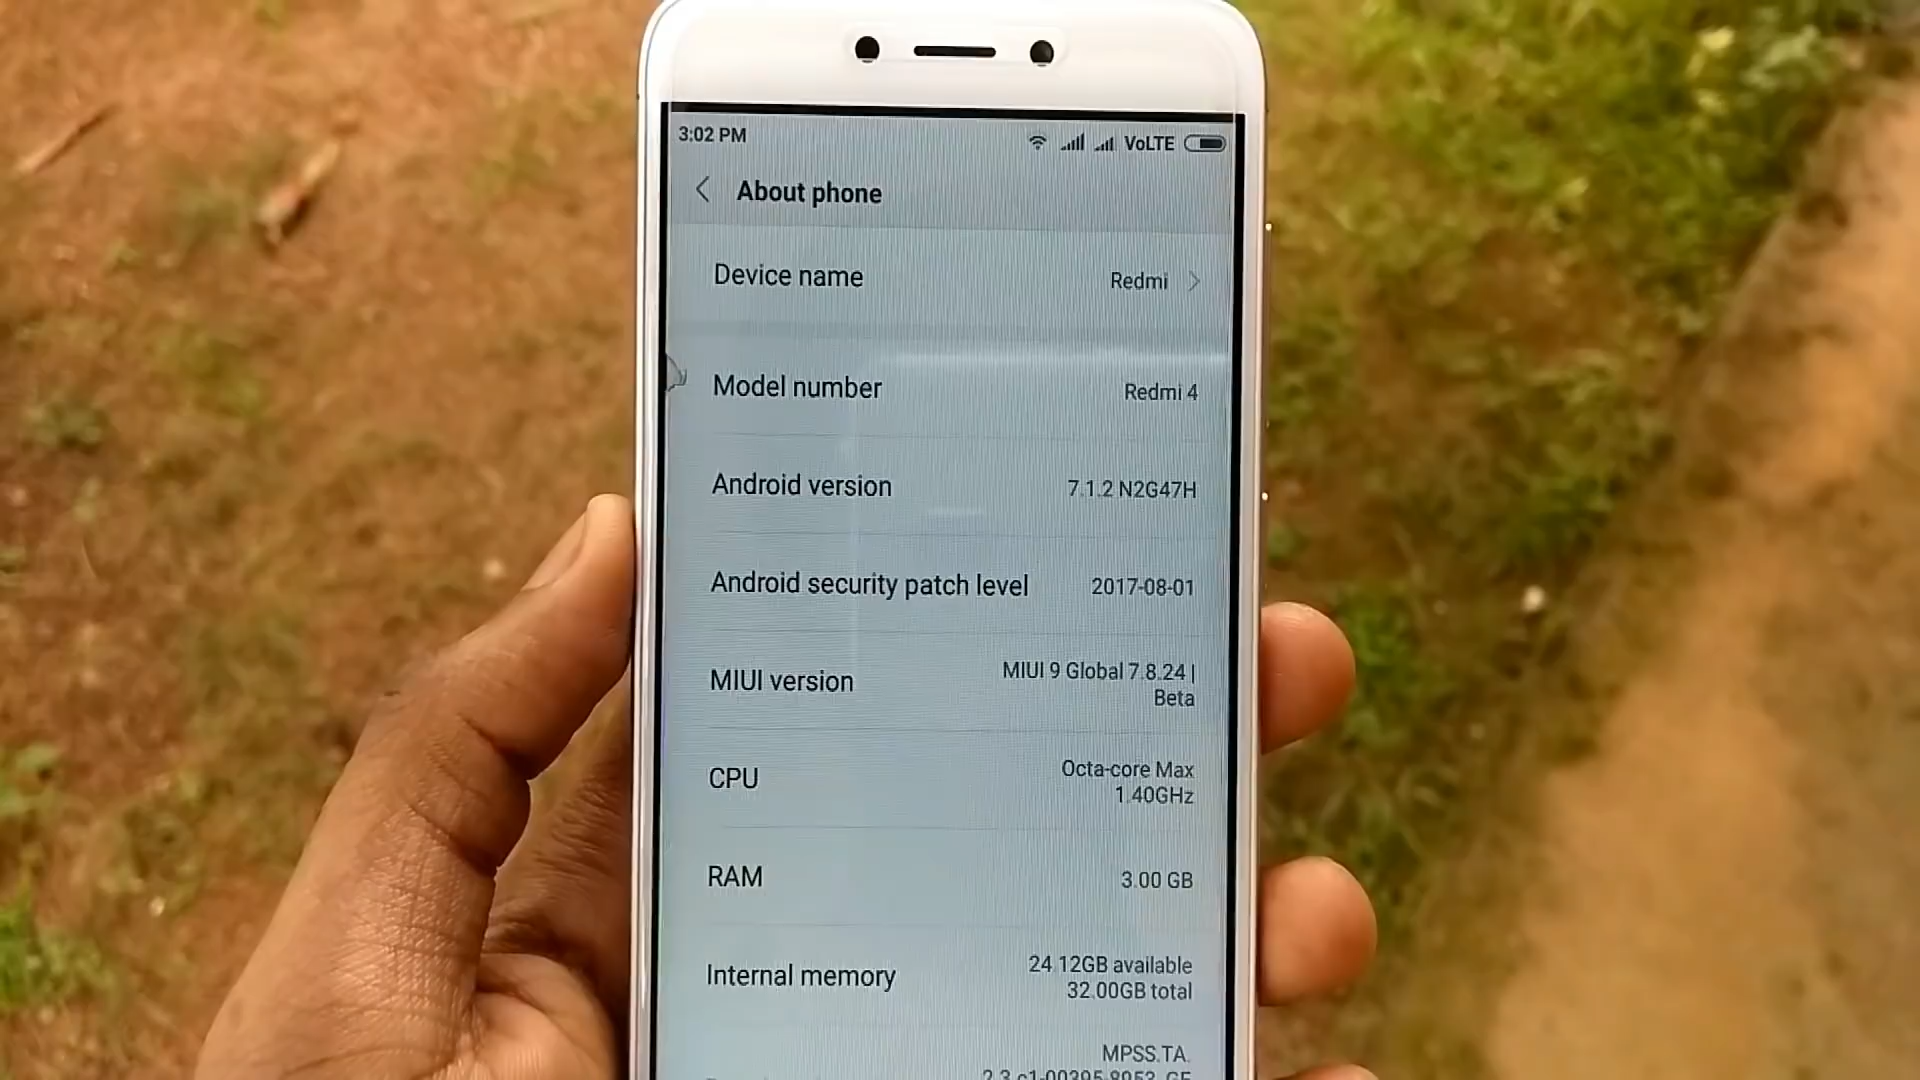 3:02 PM VoLTE
About phone
Device name Redmi
Model number Redmi 4
Android version 7.1.2 N2G47H
Android security patch level 2017-08-01
MIUI version MIUI 9 Global 7.8.24 |
Beta
CPU Octa-core Max
1.40GHz
RAM 3.00 GB
Internal memory 24.12GB available
32.00GB total
MPSS.TA.